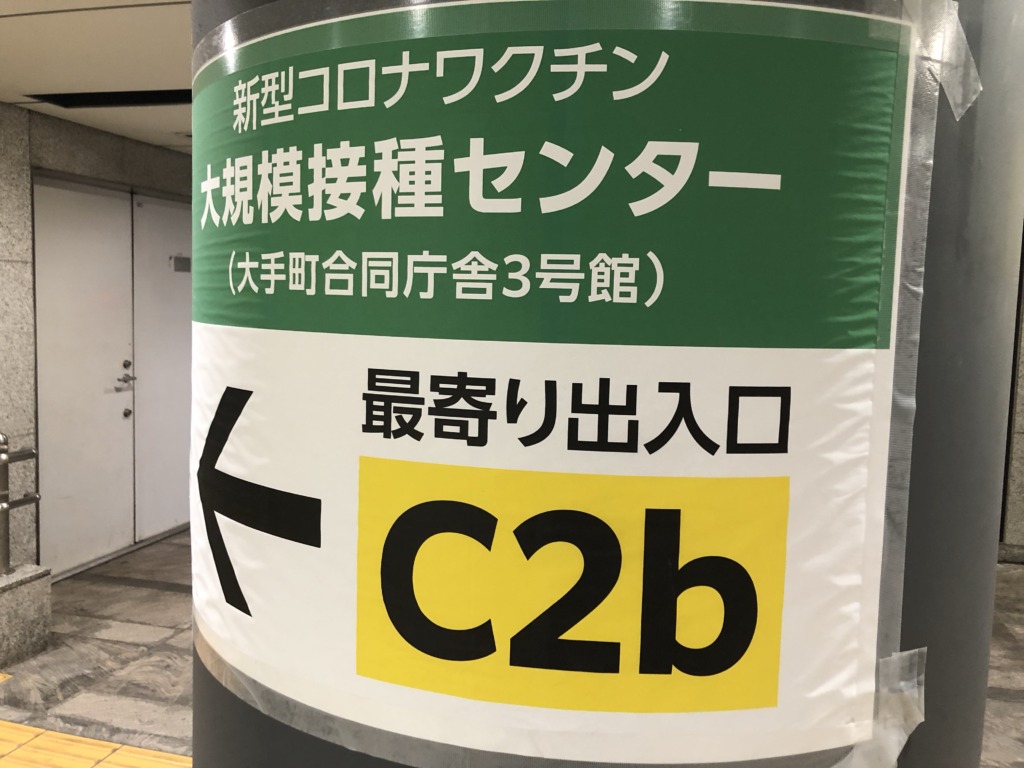 新型コロナワクチン
大規模接種センター
（大手町合同庁舎3号館）
最寄り出入口
C2b